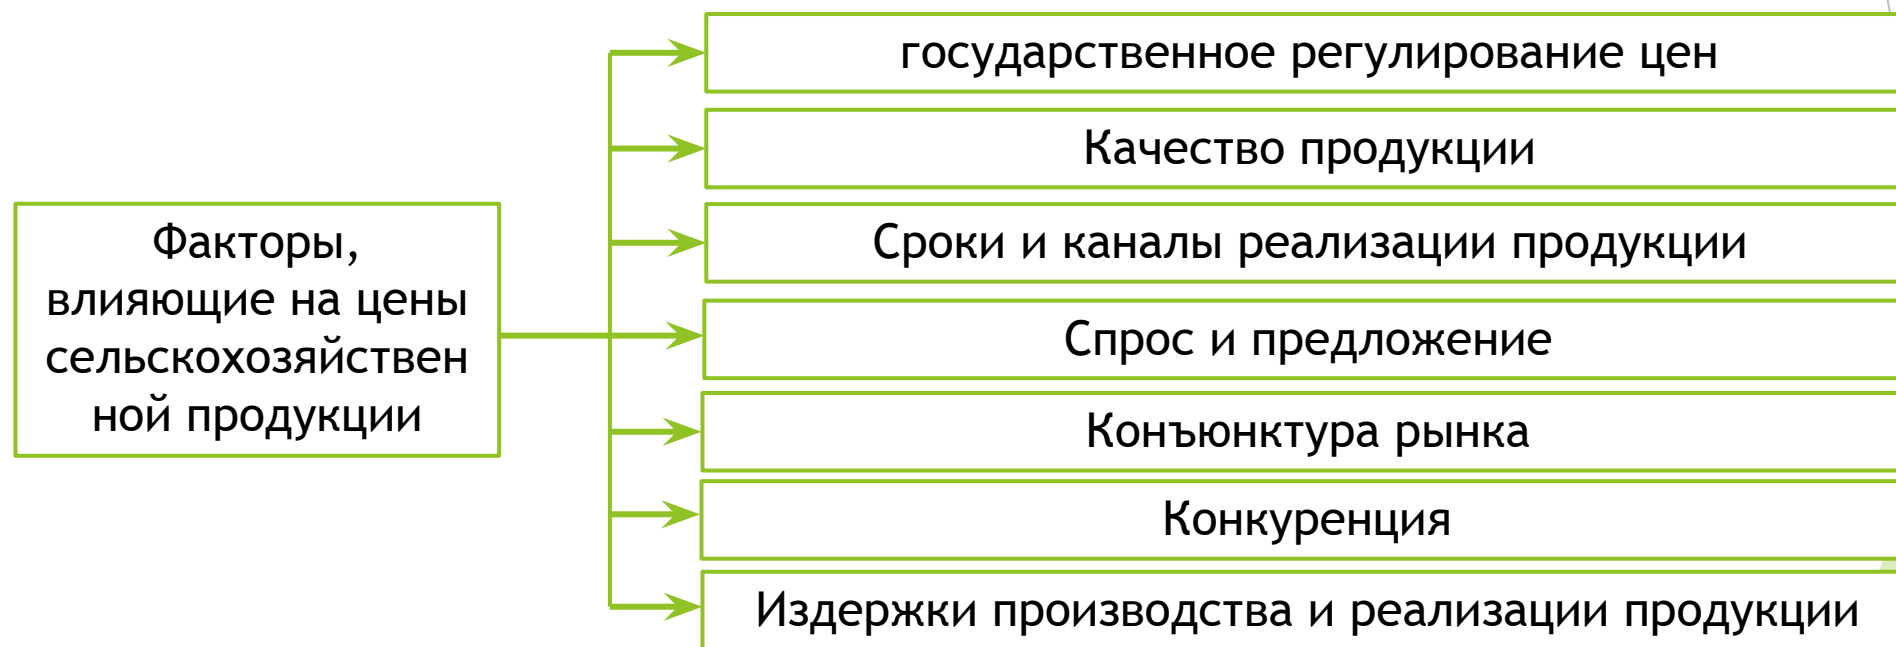 государственное регулирование цен
Качество продукции
Сроки и каналы реализации продукции
Факторы,
влияющие на цены
сельскохозяйствен
ной продукции
Спрос и предложение
Конъюнктура рынка
Конкуренция
Издержки производства и реализации продукции